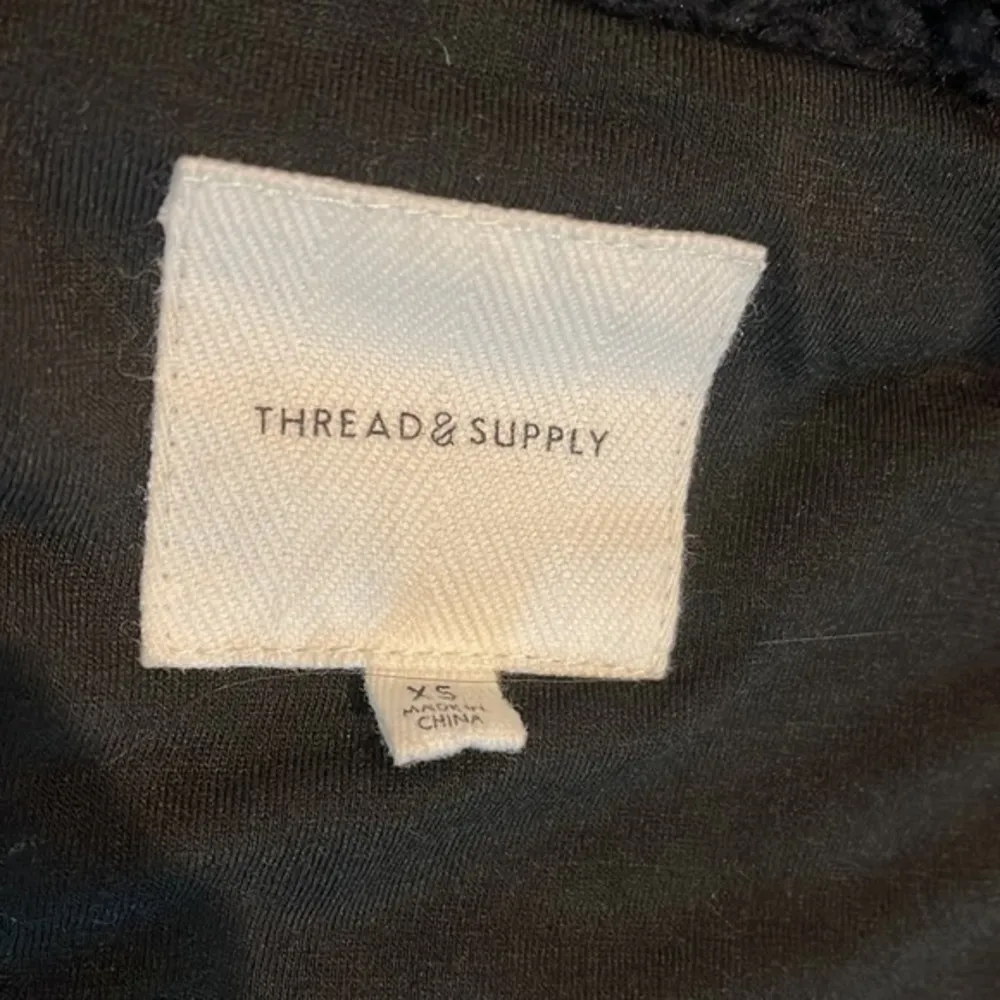 THREAD & SUPPLY
XS
MADE IN
CHINA